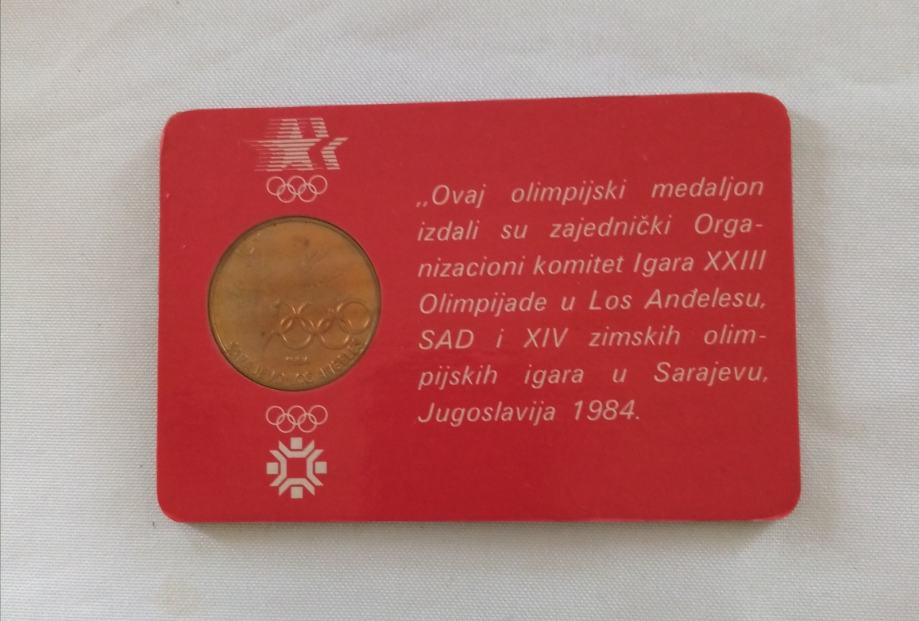 „Ovaj olimpijski medaljon
izdali su zajednički Orga-
nizacioni komitet Igara XXIII
Olimpijade u Los Anđelesu,
SAD i XIV zimskih olim-
pijskih igara u Sarajevu,
Jugoslavija 1984.